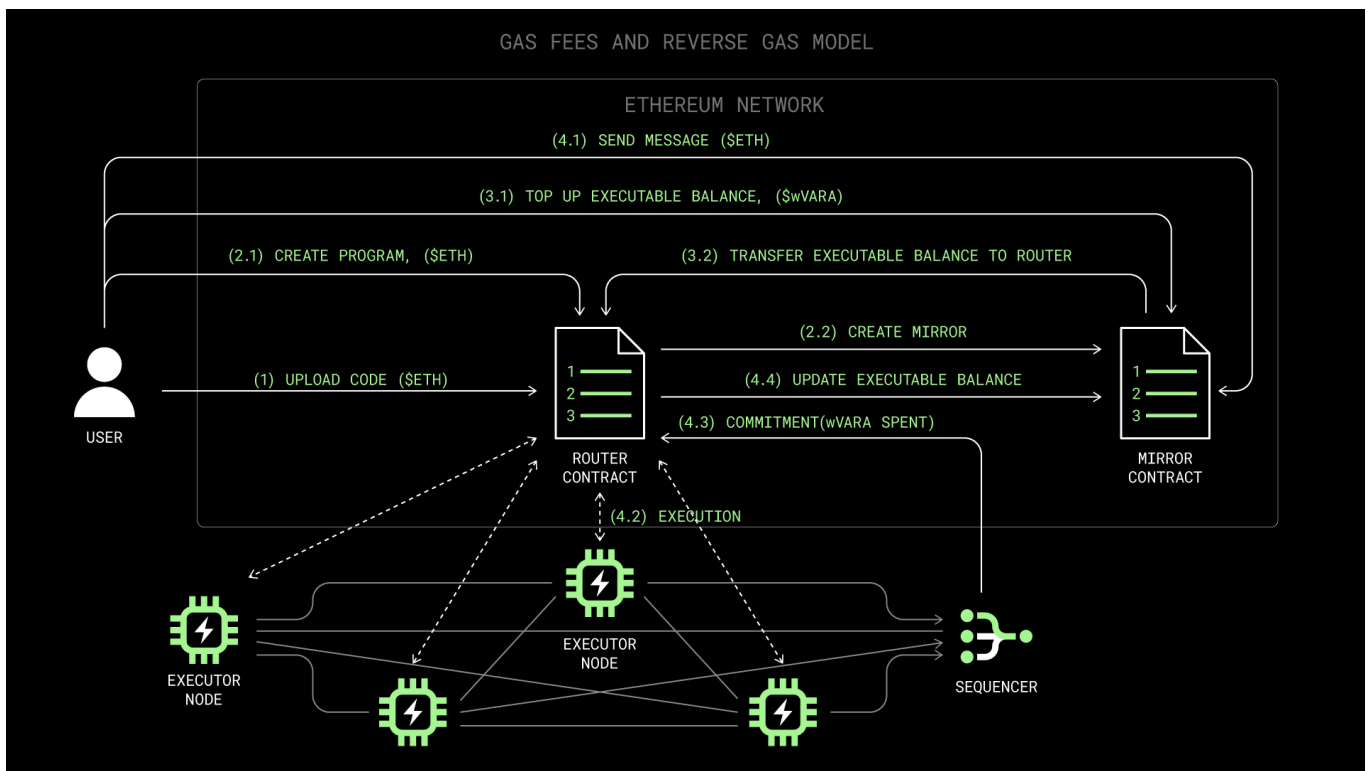 GAS FEES AND REVERSE GAS MODEL
ETHEREUM NETWORK
(4.1) SEND MESSAGE ($ETH)
(3.1) TOP UP EXECUTABLE BALANCE, ($wVARA)
(2.1) CREATE PROGRAM, ($ETH)
(3.2) TRANSFER EXECUTABLE BALANCE TO ROUTER
(2.2) CREATE MIRROR
(1) UPLOAD CODE ($ETH)
(4.4) UPDATE EXECUTABLE BALANCE
1
2
3
1
2
3
(4.3) COMMITMENT(wVARA SPENT)
USER
ROUTER
CONTRACT
MIRROR
CONTRACT
(4.2) EXECUTION
EXECUTOR
NODE
EXECUTOR
NODE
SEQUENCER